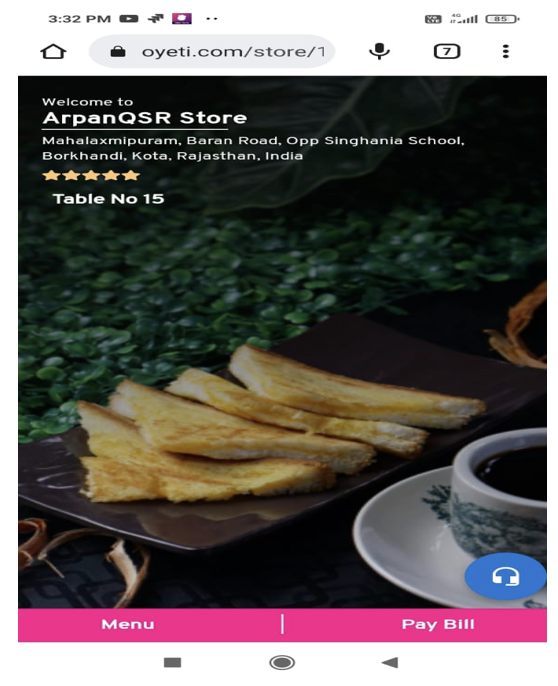 3:32 PM
4G
85
oyeti.com/store/1
7
Welcome to
ArpanQSR Store
Mahalaxmipuram, Baran Road, Opp Singhania School,
Borkhandi, Kota, Rajasthan, India
Table No 15
Menu | Pay Bill